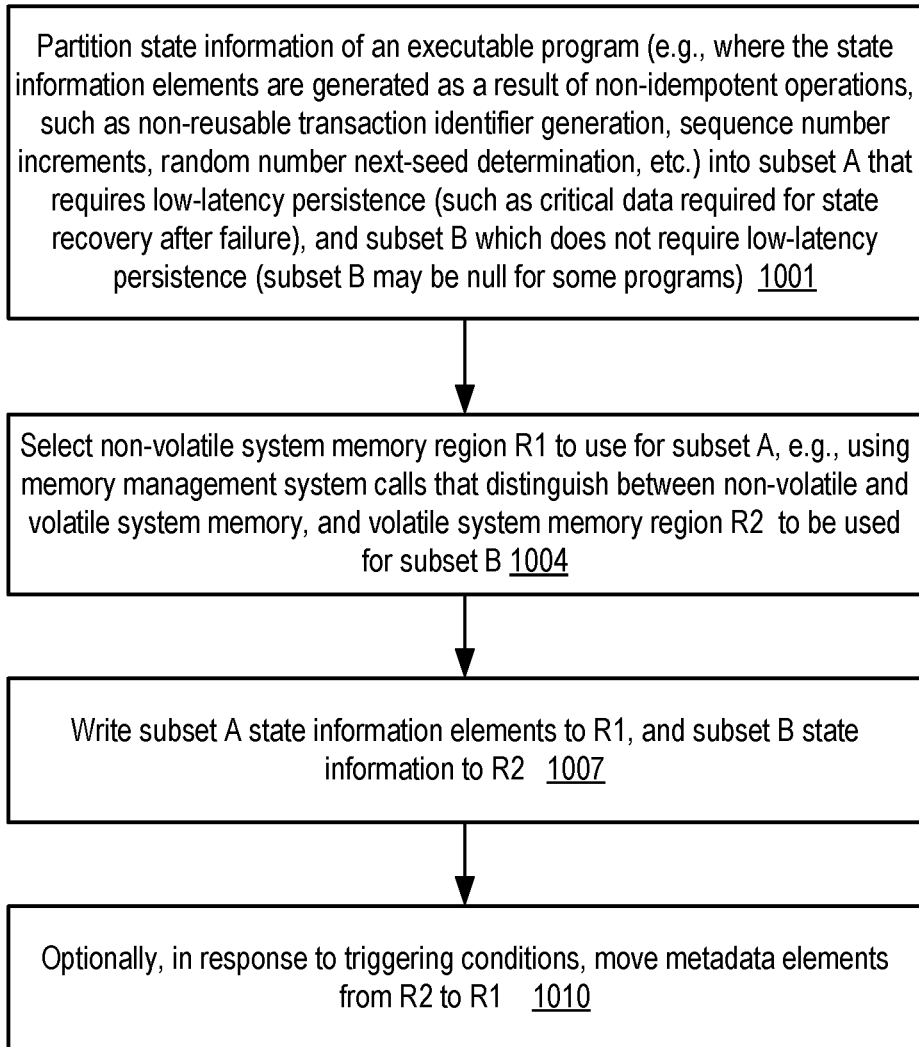 Partition state information of an executable program (e.g., where the state
information elements are generated as a result of non-idempotent operations,
such as non-reusable transaction identifier generation, sequence number
increments, random number next-seed determination, etc.) into subset A that
requires low-latency persistence (such as critical data required for state
recovery after failure), and subset B which does not require low-latency
persistence (subset B may be null for some programs) 1001
Select non-volatile system memory region R1 to use for subset A, e.g., using
memory management system calls that distinguish between non-volatile and
volatile system memory, and volatile system memory region R2 to be used
for subset B 1004
Write subset A state information elements to R1, and subset B state
information to R2 1007
Optionally, in response to triggering conditions, move metadata elements
from R2 to R1 1010